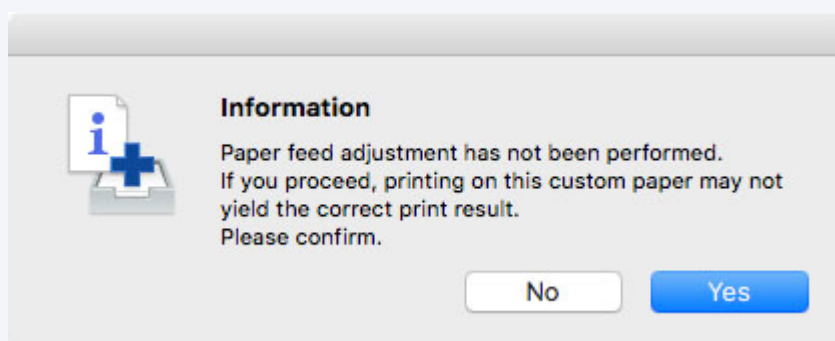 Information
Paper feed adjustment has not been performed.
If you proceed, printing on this custom paper may not
yield the correct print result.
Please confirm.
No
Yes